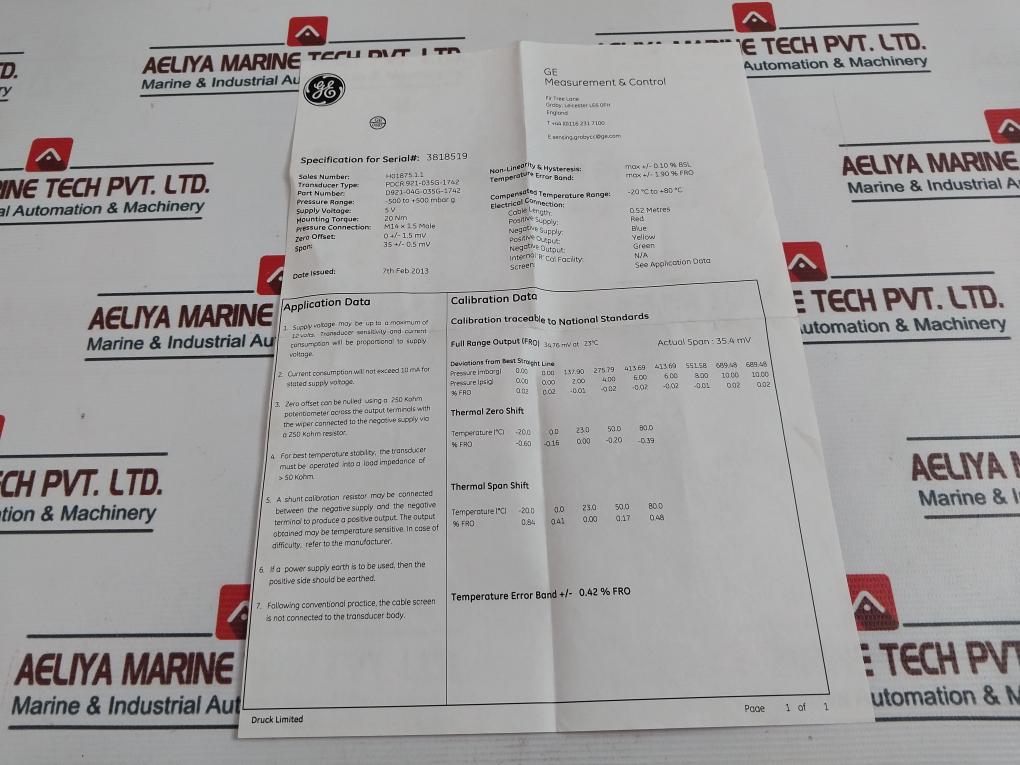 AELIYA MARINE TECH PVT. LTD.
Marine & Industrial Automation & Machinery
GE
GE
Measurement & Control
Fir Tree Lane
Groby, Leicester LE6 0FH
England
T +44 (0)116 231 7100
E sensing.grobycc@ge.com
Specification for Serial#: 3818519
Sales Number: H01875.1.1
Transducer Type: PDCR 921-035G-1742
Part Number: D921-04G-035G-1742
Pressure Range: -500 to +500 mbar g
Supply Voltage: 5 V
Mounting Torque: 20 Nm
Pressure Connection: M14 x 1.5 Male
Zero Offset: 0 +/- 1.5 mV
Span: 35 +/- 0.5 mV
Date Issued: 7th Feb 2013
Non-Linearity & Hysteresis: max +/- 0.10 % BSL
Temperature Error Band: max +/- 1.90 % FRO
Compensated Temperature Range: -20 °C to +80 °C
Electrical Connection:
Cable Length: 0.52 Metres
Positive Supply: Red
Negative Supply: Blue
Positive Output: Yellow
Negative Output: Green
Internal 'R' Cal Facility: N/A
Screen: See Application Data
Application Data
1. Supply voltage may be up to a maximum of
12 volts. Transducer sensitivity and current
consumption will be proportional to supply
voltage.
2. Current consumption will not exceed 10 mA for
stated supply voltage.
3. Zero offset can be nulled using a 250 Kohm
potentiometer across the output terminals with
the wiper connected to the negative supply via
a 250 Kohm resistor.
4. For best temperature stability, the transducer
must be operated into a load impedance of
> 50 Kohm.
5. A shunt calibration resistor may be connected
between the negative supply and the negative
terminal to produce a positive output. The output
obtained may be temperature sensitive. In case of
difficulty, refer to the manufacturer.
6. If a power supply earth is to be used, then the
positive side should be earthed.
7. Following conventional practice, the cable screen
is not connected to the transducer body.
Calibration Data
Calibration traceable to National Standards
Full Range Output (FRO) 34.76 mV at 23°C Actual Span : 35.4 mV
Deviations from Best Straight Line
Pressure (mbarg) 0.00 0.00 137.90 275.79 413.69 413.69 551.58 689.48 689.48
Pressure (psig) 0.00 0.00 2.00 4.00 6.00 6.00 8.00 10.00 10.00
% FRO 0.02 0.02 -0.01 -0.02 -0.02 -0.02 -0.01 0.02 0.02
Thermal Zero Shift
Temperature (°C) -20.0 0.0 23.0 50.0 80.0
% FRO -0.60 -0.16 0.00 -0.20 -0.39
Thermal Span Shift
Temperature (°C) -20.0 0.0 23.0 50.0 80.0
% FRO 0.84 0.41 0.00 0.17 0.48
Temperature Error Band +/- 0.42 % FRO
Druck Limited
Page 1 of 1